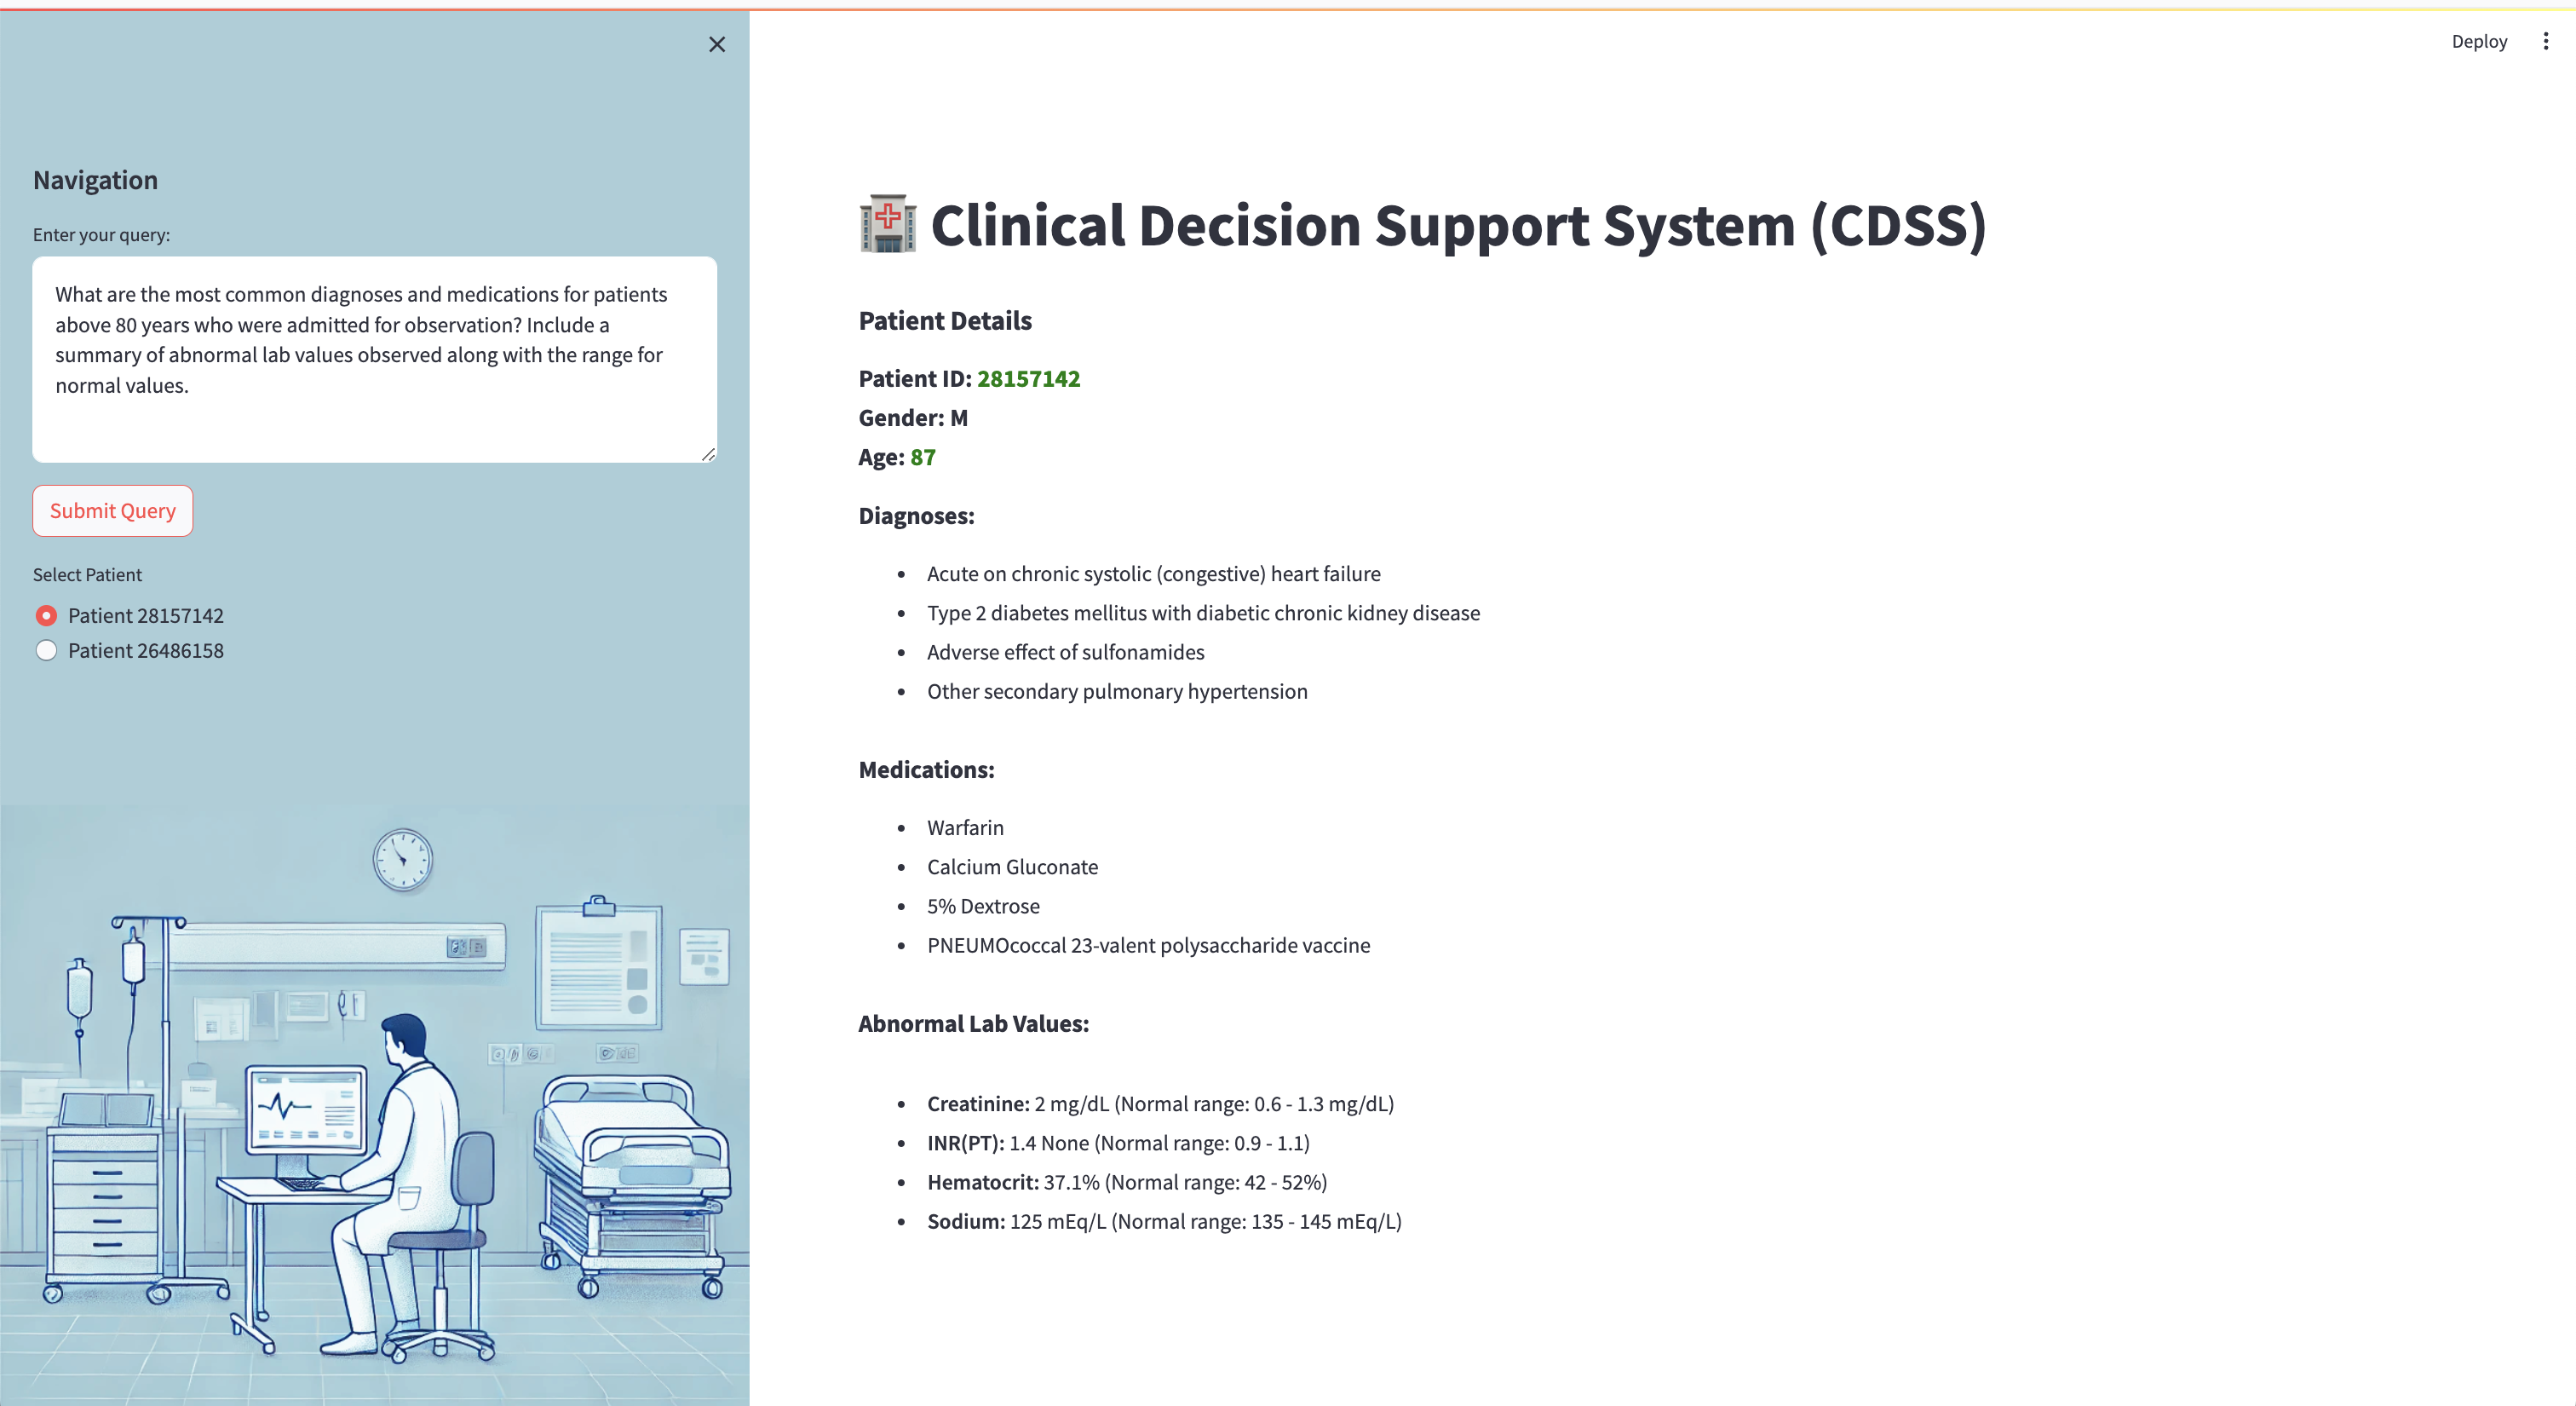 Deploy
Navigation
Enter your query:
What are the most common diagnoses and medications for patients
above 80 years who were admitted for observation? Include a
summary of abnormal lab values observed along with the range for
normal values.
Submit Query
Select Patient
Patient 28157142
Patient 26486158
Clinical Decision Support System (CDSS)
Patient Details
Patient ID: 28157142
Gender: M
Age: 87
Diagnoses:
Acute on chronic systolic (congestive) heart failure
Type 2 diabetes mellitus with diabetic chronic kidney disease
Adverse effect of sulfonamides
Other secondary pulmonary hypertension
Medications:
Warfarin
Calcium Gluconate
5% Dextrose
PNEUMOcoccal 23-valent polysaccharide vaccine
Abnormal Lab Values:
Creatinine: 2 mg/dL (Normal range: 0.6 - 1.3 mg/dL)
INR(PT): 1.4 None (Normal range: 0.9 - 1.1)
Hematocrit: 37.1% (Normal range: 42 - 52%)
Sodium: 125 mEq/L (Normal range: 135 - 145 mEq/L)